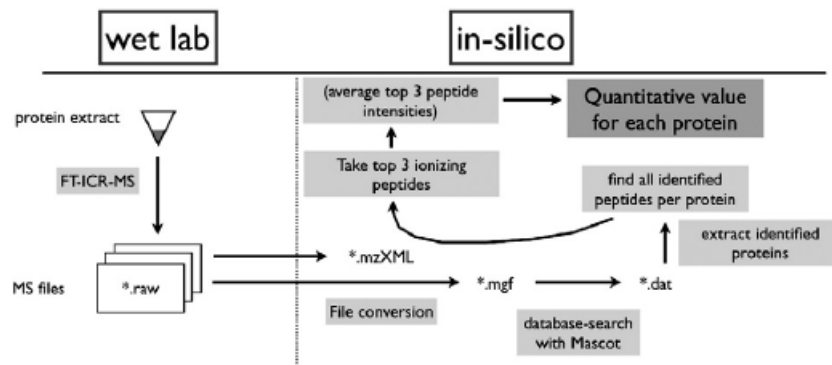 wet lab
in-silico
protein extract
FT-ICR-MS
MS files
*.raw
(average top 3 peptide
intensities)
Quantitative value
for each protein
Take top 3 ionizing
peptides
find all identified
peptides per protein
extract identified
proteins
*.mzXML
*.mgf
*.dat
File conversion
database-search
with Mascot